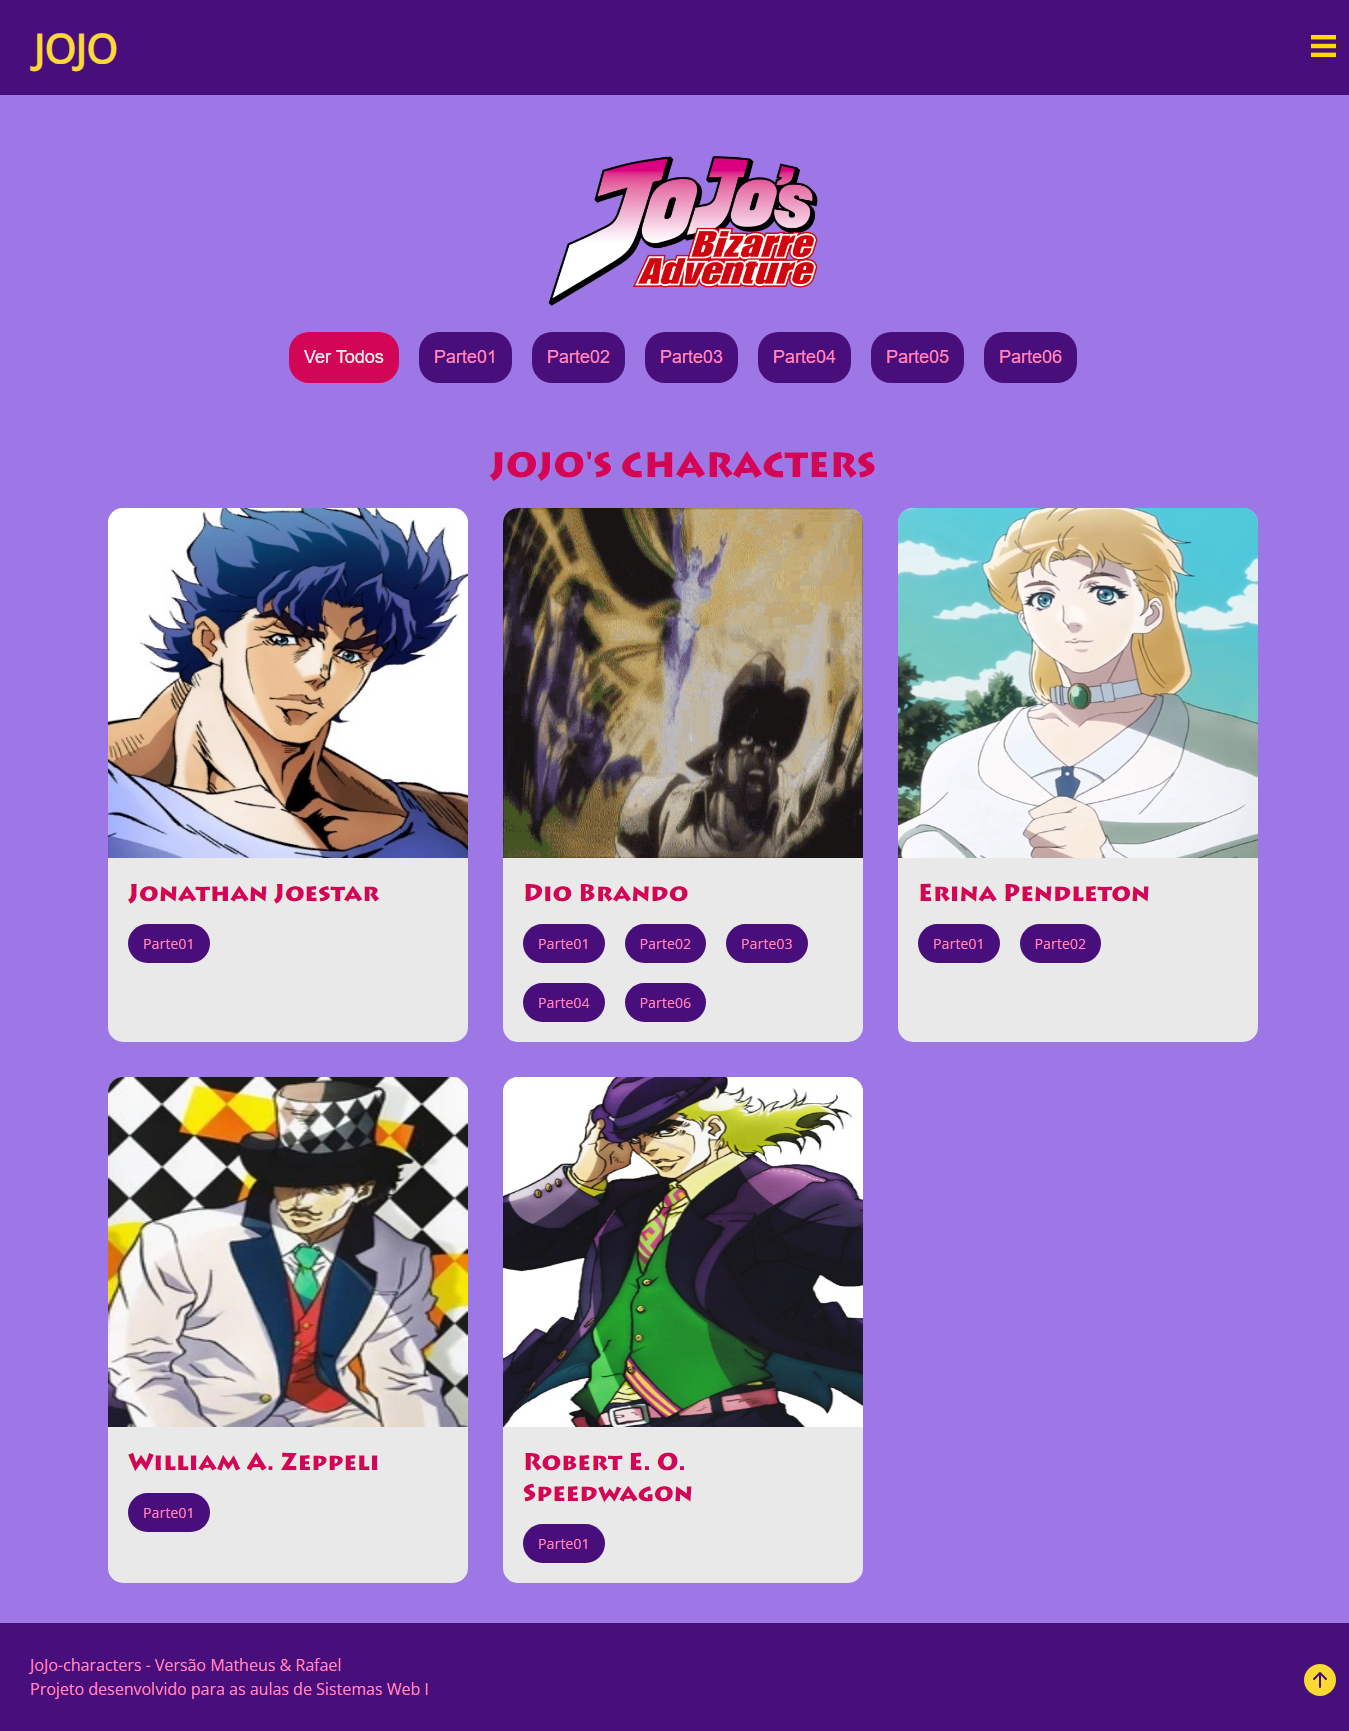 JOJO
JoJo's
Bizarre
Adventure
Ver Todos Parte01 Parte02 Parte03 Parte04 Parte05 Parte06
JOJO'S CHARACTERS
Jonathan Joestar
Parte01
Dio Brando
Parte01 Parte02 Parte03
Parte04 Parte06
Erina Pendleton
Parte01 Parte02
William A. Zeppeli
Parte01
Robert E. O.
Speedwagon
Parte01
JoJo-characters - Versão Matheus & Rafael
Projeto desenvolvido para as aulas de Sistemas Web I